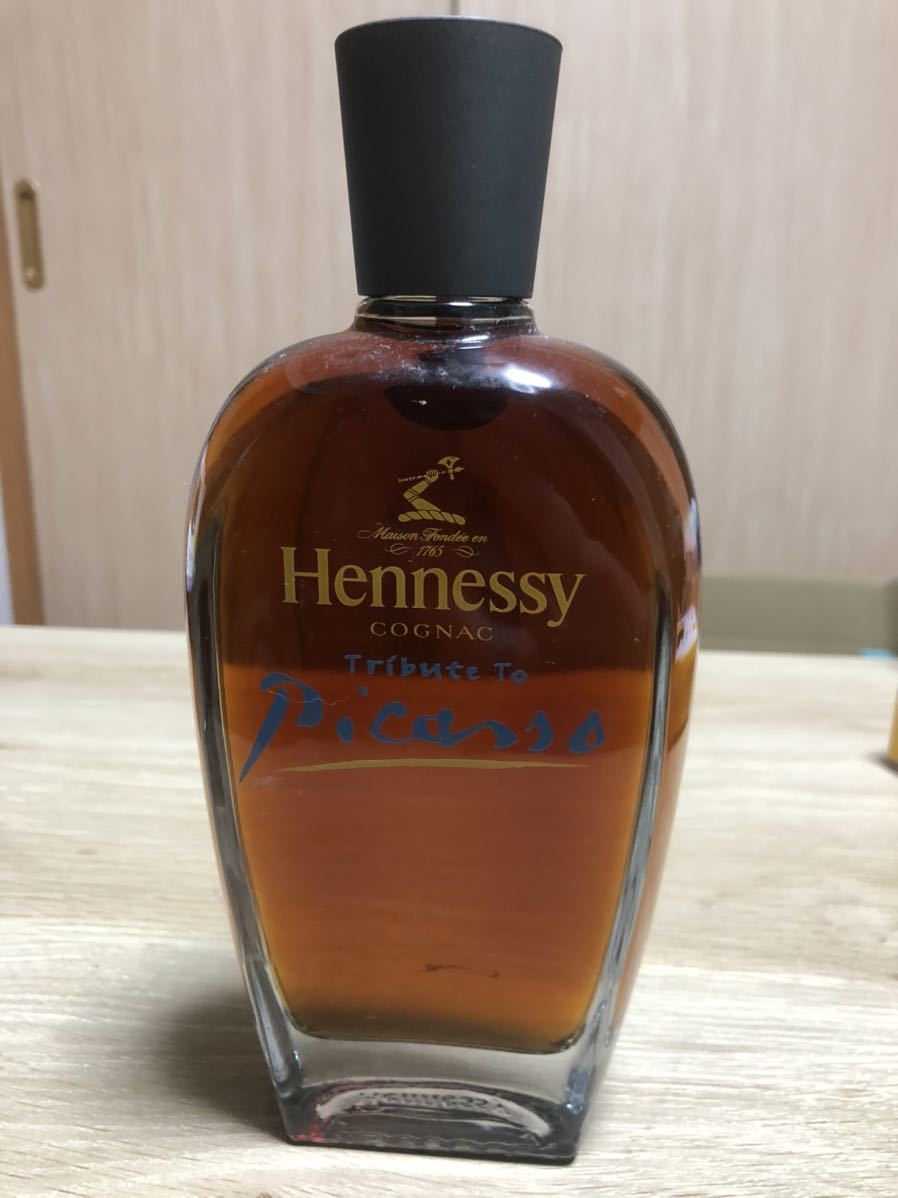 Maison Fondée en
1765
Hennessy
COGNAC
Tribute To
Picasso